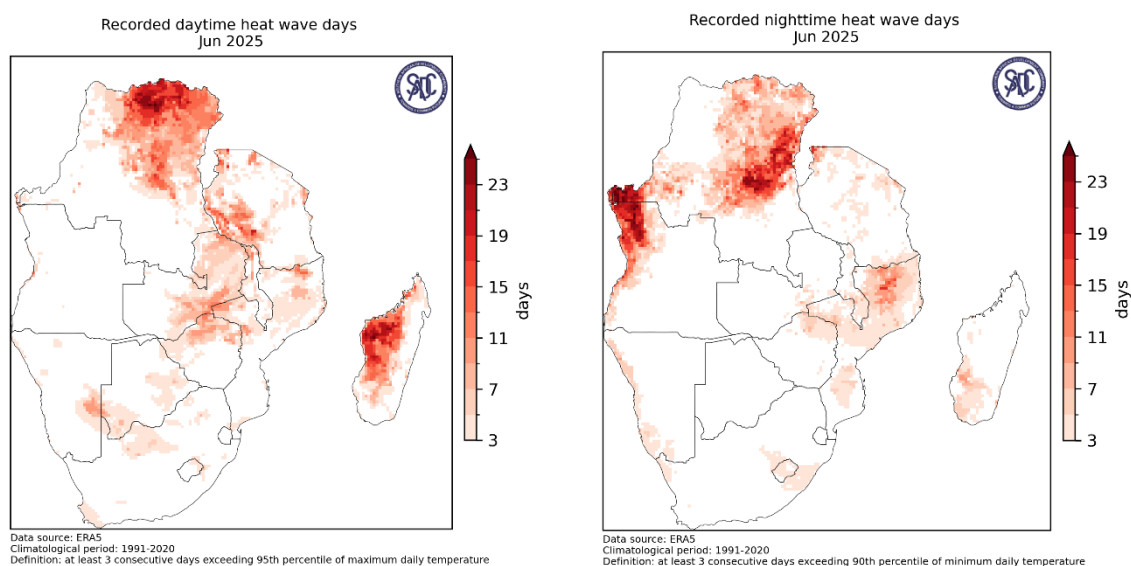 Recorded daytime heat wave days
Jun 2025
SADC
23
19
15
11
7
3
days
Data source: ERA5
Climatological period: 1991-2020
Definition: at least 3 consecutive days exceeding 95th percentile of maximum daily temperature
Recorded nighttime heat wave days
Jun 2025
SADC
23
19
15
11
7
3
days
Data source: ERA5
Climatological period: 1991-2020
Definition: at least 3 consecutive days exceeding 90th percentile of minimum daily temperature